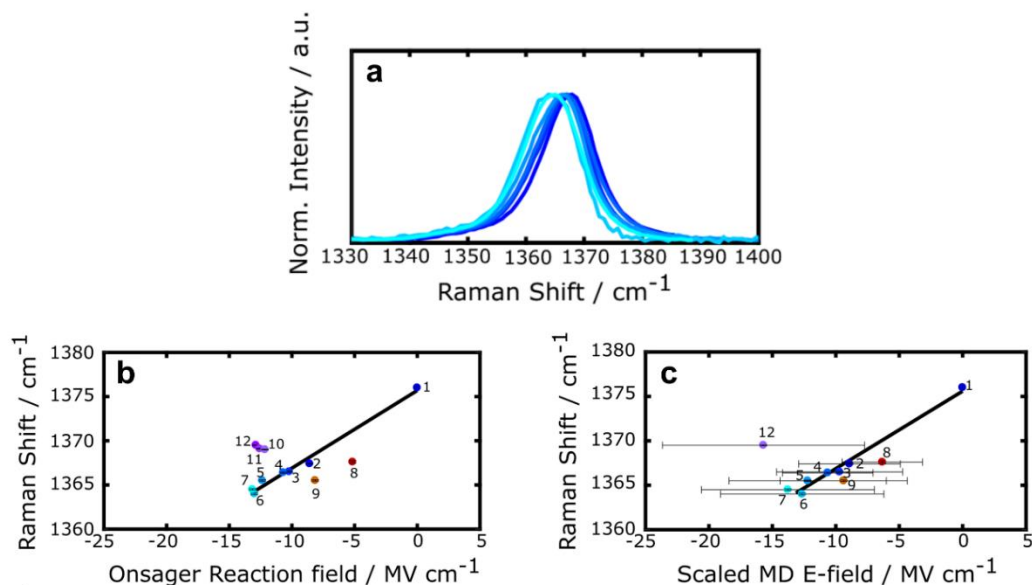 a
Norm. Intensity / a.u.
1330 1340 1350 1360 1370 1380 1390 1400
Raman Shift / cm-1
b
Raman Shift / cm-1
1380
1375
1370
1365
1360
1
2
3
4
5
6
7
8
9
10
11
12
-25 -20 -15 -10 -5 0 5
Onsager Reaction field / MV cm-1
c
Raman Shift / cm-1
1380
1375
1370
1365
1360
1
2
3
4
5
6
7
8
9
12
-25 -20 -15 -10 -5 0 5
Scaled MD E-field / MV cm-1